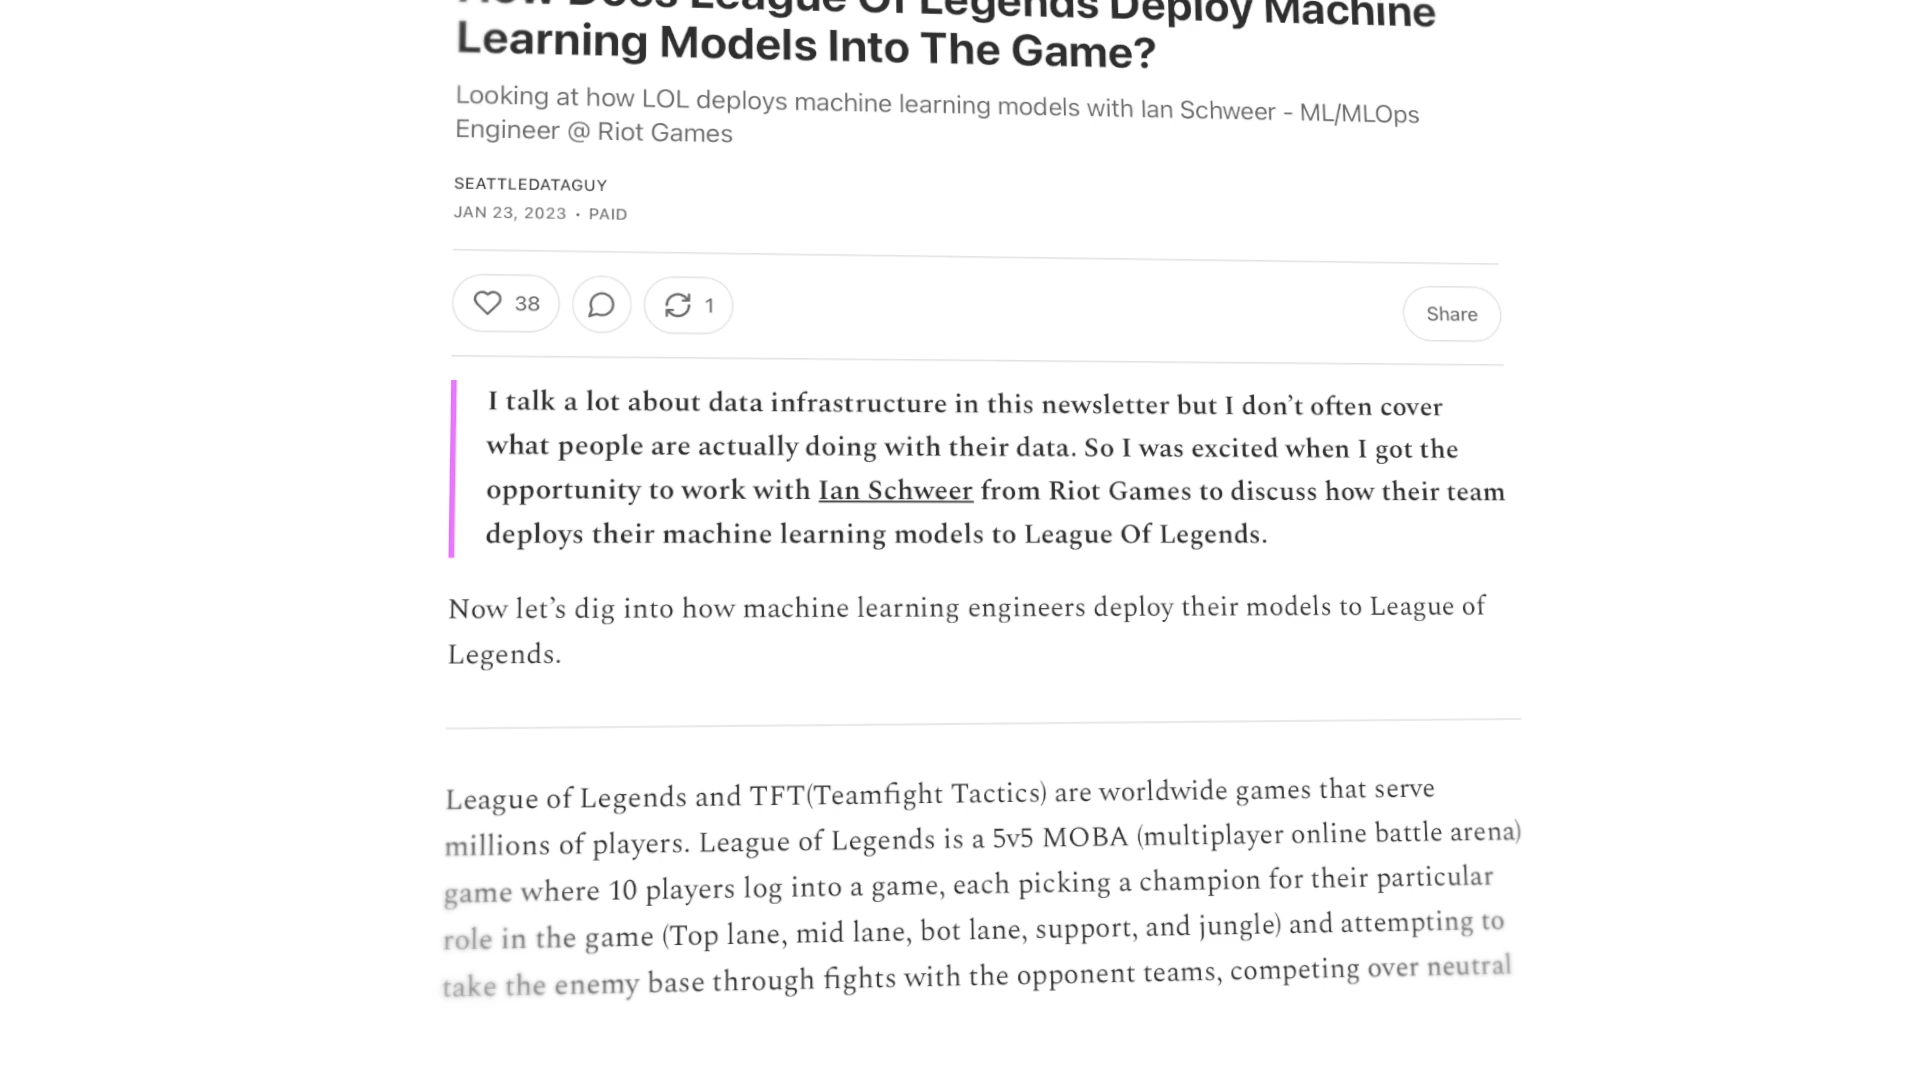 How Does League Of Legends Deploy Machine
Learning Models Into The Game?
Looking at how LOL deploys machine learning models with Ian Schweer - ML/MLOps
Engineer @ Riot Games
SEATTLEDATAGUY
JAN 23, 2023 • PAID
38
1
Share
I talk a lot about data infrastructure in this newsletter but I don’t often cover
what people are actually doing with their data. So I was excited when I got the
opportunity to work with Ian Schweer from Riot Games to discuss how their team
deploys their machine learning models to League Of Legends.
Now let’s dig into how machine learning engineers deploy their models to League of
Legends.
League of Legends and TFT(Teamfight Tactics) are worldwide games that serve
millions of players. League of Legends is a 5v5 MOBA (multiplayer online battle arena)
game where 10 players log into a game, each picking a champion for their particular
role in the game (Top lane, mid lane, bot lane, support, and jungle) and attempting to
take the enemy base through fights with the opponent teams, competing over neutral